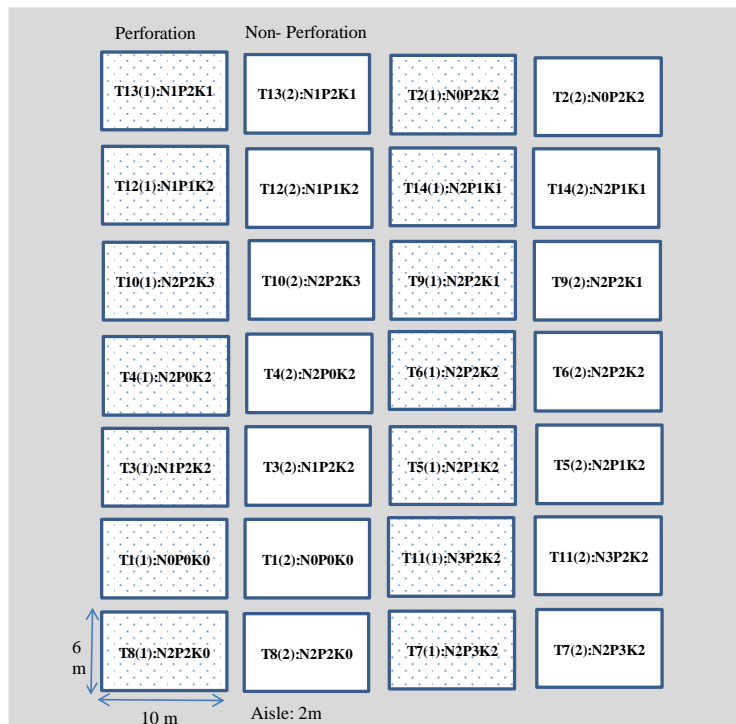 Perforation Non- Perforation
T13(1):N1P2K1 T13(2):N1P2K1 T2(1):N0P2K2 T2(2):N0P2K2
T12(1):N1P1K2 T12(2):N1P1K2 T14(1):N2P1K1 T14(2):N2P1K1
T10(1):N2P2K3 T10(2):N2P2K3 T9(1):N2P2K1 T9(2):N2P2K1
T4(1):N2P0K2 T4(2):N2P0K2 T6(1):N2P2K2 T6(2):N2P2K2
T3(1):N1P2K2 T3(2):N1P2K2 T5(1):N2P1K2 T5(2):N2P1K2
T1(1):N0P0K0 T1(2):N0P0K0 T11(1):N3P2K2 T11(2):N3P2K2
6
m
T8(1):N2P2K0 T8(2):N2P2K0 T7(1):N2P3K2 T7(2):N2P3K2
10 m Aisle: 2m